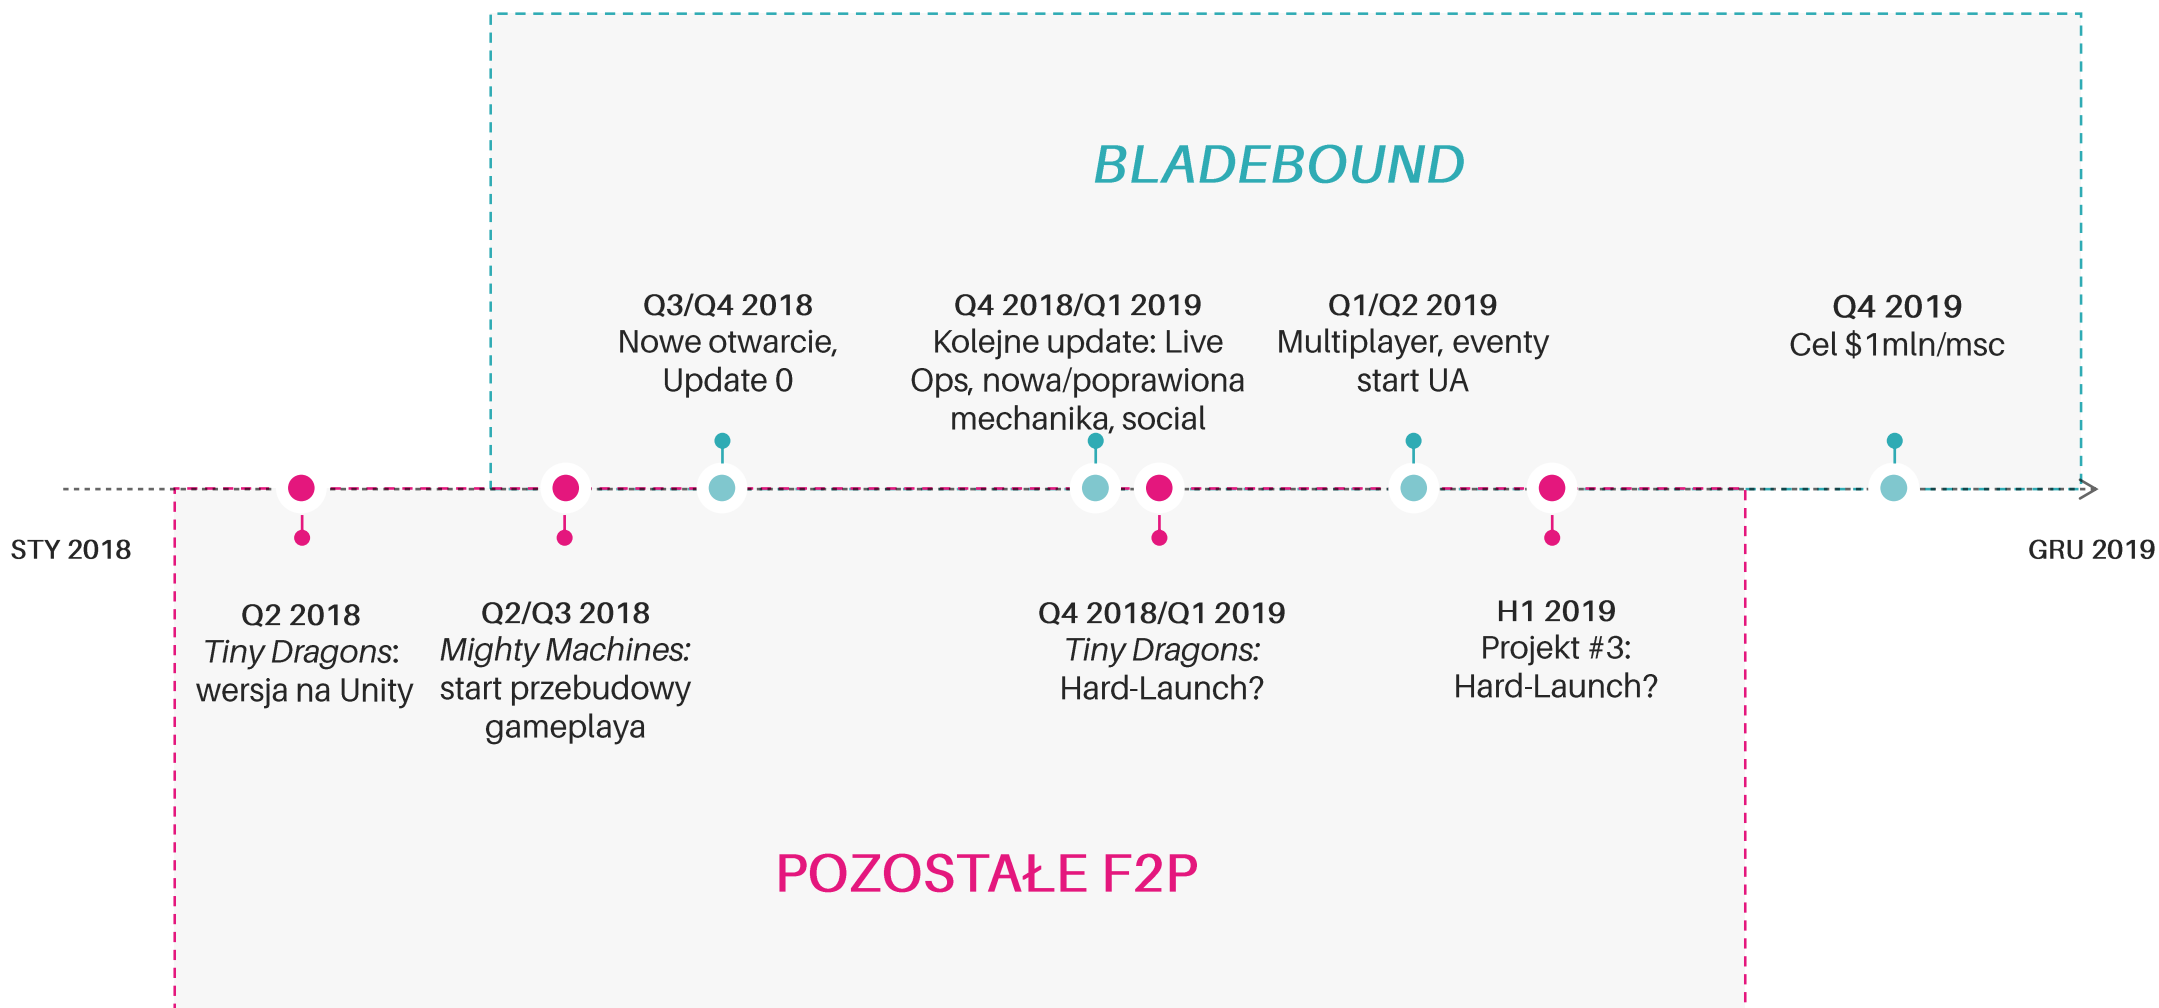 BLADEBOUND
Q3/Q4 2018
Nowe otwarcie,
Update 0
Q4 2018/Q1 2019
Kolejne update: Live
Ops, nowa/poprawiona
mechanika, social
Q1/Q2 2019
Multiplayer, eventy
start UA
Q4 2019
Cel $1mln/msc
STY 2018
GRU 2019
Q2 2018
Tiny Dragons:
wersja na Unity
Q2/Q3 2018
Mighty Machines:
start przebudowy
gameplaya
Q4 2018/Q1 2019
Tiny Dragons:
Hard-Launch?
H1 2019
Projekt #3:
Hard-Launch?
POZOSTAŁE F2P